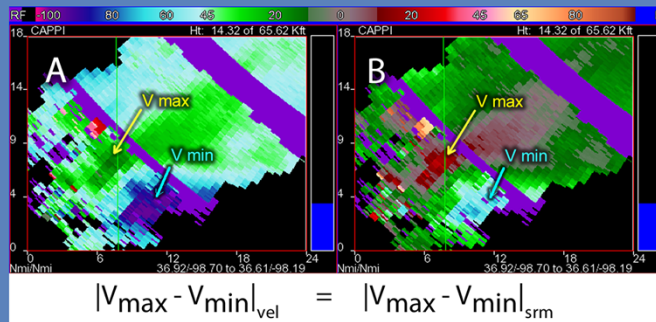 RF -100 80 60 45 20 0 20 45 60 80
CAPPI Ht: 14.32 of 65.62 Kft CAPPI Ht: 14.32 of 65.62 Kft
18 18
A V max B V max
14 14
9 V min 9 V min
4 4
0 0
0 6 12 18 24 0 6 12 18 24
Nmi/Nmi 36.92/-98.70 to 36.61/-98.19 Nmi/Nmi 36.92/-98.70 to 36.61/-98.19
|Vmax - Vmin|vel = |Vmax - Vmin|srm